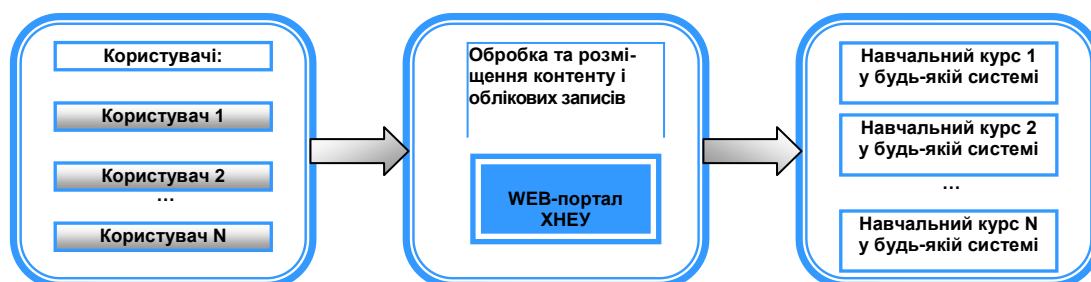 Користувачі:
Користувач 1
Користувач 2
…
Користувач N
Обробка та розмі-
щення контенту і
облікових записів
WEB-портал
ХНЕУ
Навчальний курс 1
у будь-якій системі
Навчальний курс 2
у будь-якій системі
…
Навчальний курс N
у будь-якій системі